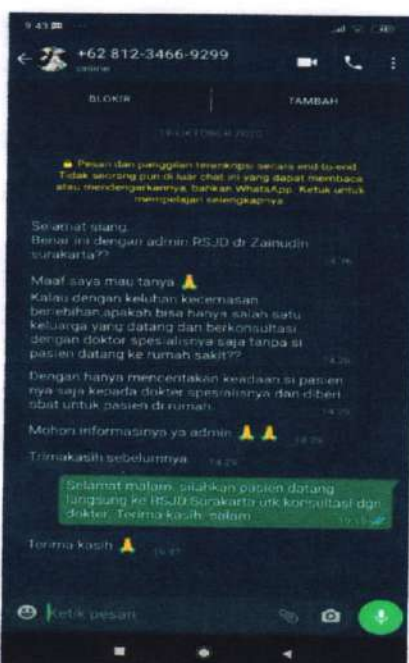 9.43
+62 812-3466-9299
online
BLOKIR
TAMBAH
Pesan dan panggilan terenkripsi secara end-to-end.
Tidak seorang pun di luar chat ini yang dapat membaca
atau mendengarkannya, bahkan WhatsApp. Ketuk untuk
mempelajari selengkapnya
Selamat siang.
Benar ini dengan admin RSJD dr Zainudin
surakarta??
Maaf saya mau tanya 🙏
Kalau dengan keluhan kecemasan
berlebihan,apakah bisa hanya salah satu
keluarga yang datang dan berkonsultasi
dengan doktor spesialisnya saja tanpa si
pasien datang ke rumah sakit??
Dengan hanya menceritakan keadaan si pasien
nya saja kepada dokter spesialisnya dan diberi
obat untuk pasien di rumah.
Mohon informasinya ya admin 🙏 🙏
Trimakasih sebelumnya
Selamat malam, silahkan pasien datang
langsung ke RSJD Surakarta utk konsultasi dgn
dokter. Terima kasih, salam
Terima kasih 🙏
Ketik pesan